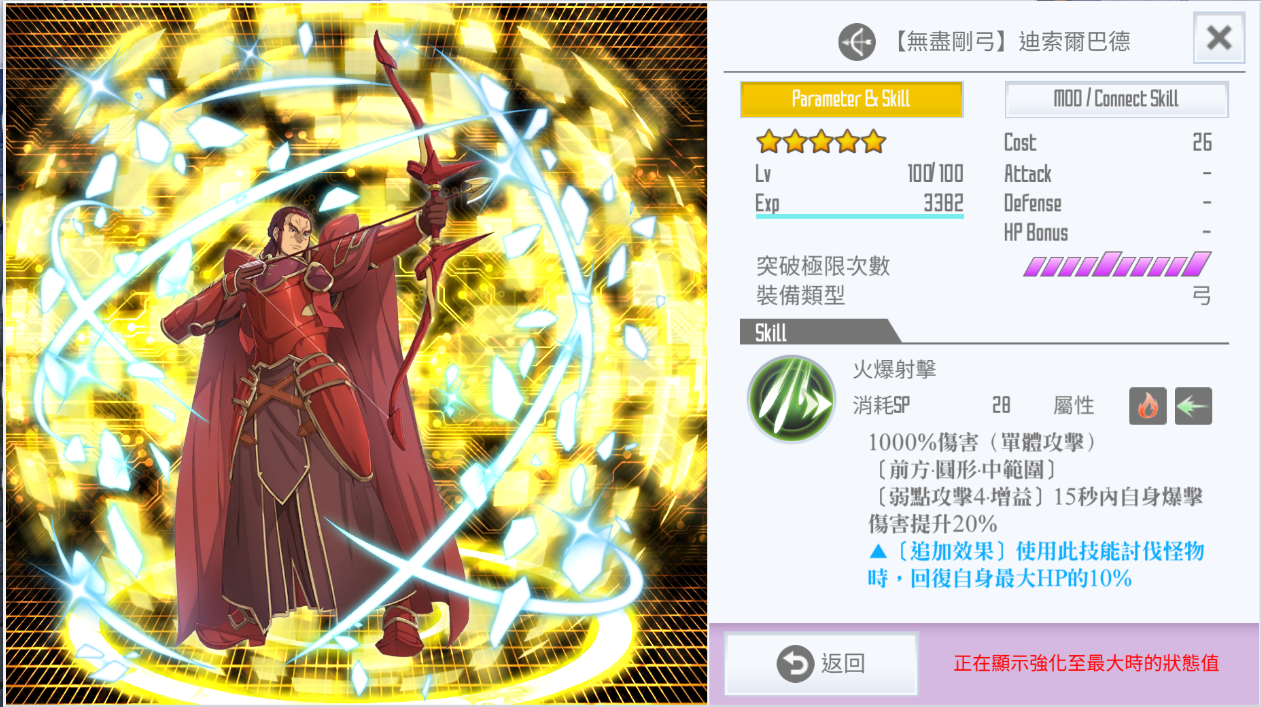 【無盡剛弓】迪索爾巴德
Parameter & Skill
MOD / Connect Skill
Lv 100/100
Exp 3382
Cost 26
Attack -
Defense -
HP Bonus -
突破極限次數
裝備類型 弓
Skill
火爆射擊
消耗SP 28 屬性
1000%傷害（單體攻擊）
〔前方·圓形·中範圍〕
〔弱點攻擊4·增益〕15秒內自身爆擊
傷害提升20%
▲〔追加效果〕使用此技能討伐怪物
時，回復自身最大HP的10%
返回
正在顯示強化至最大時的狀態值